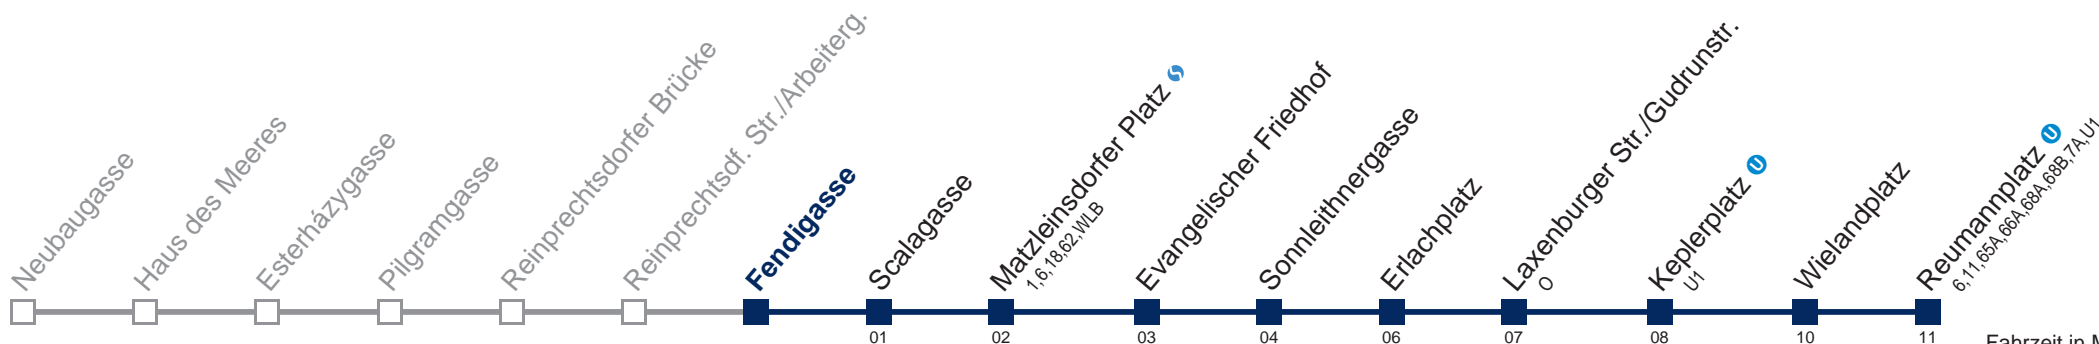 Neubaugasse
Haus des Meeres
Esterházygasse
Pilgramgasse
Reinprechtsdorfer Brücke
Reinprechtsdf. Str./Arbeiterg.
Fendigasse
Scalagasse
01
Matzleinsdorfer Platz S
1,6,18,62,WLB
02
Evangelischer Friedhof
03
Sonnleithnergasse
04
Erlachplatz
06
Laxenburger Str./Gudrunstr.
O
07
Keplerplatz U
U1
08
Wielandplatz
10
Reumannplatz U
6,11,65A,66A,68A,68B,7A,U1
11
Fahrzeit in M